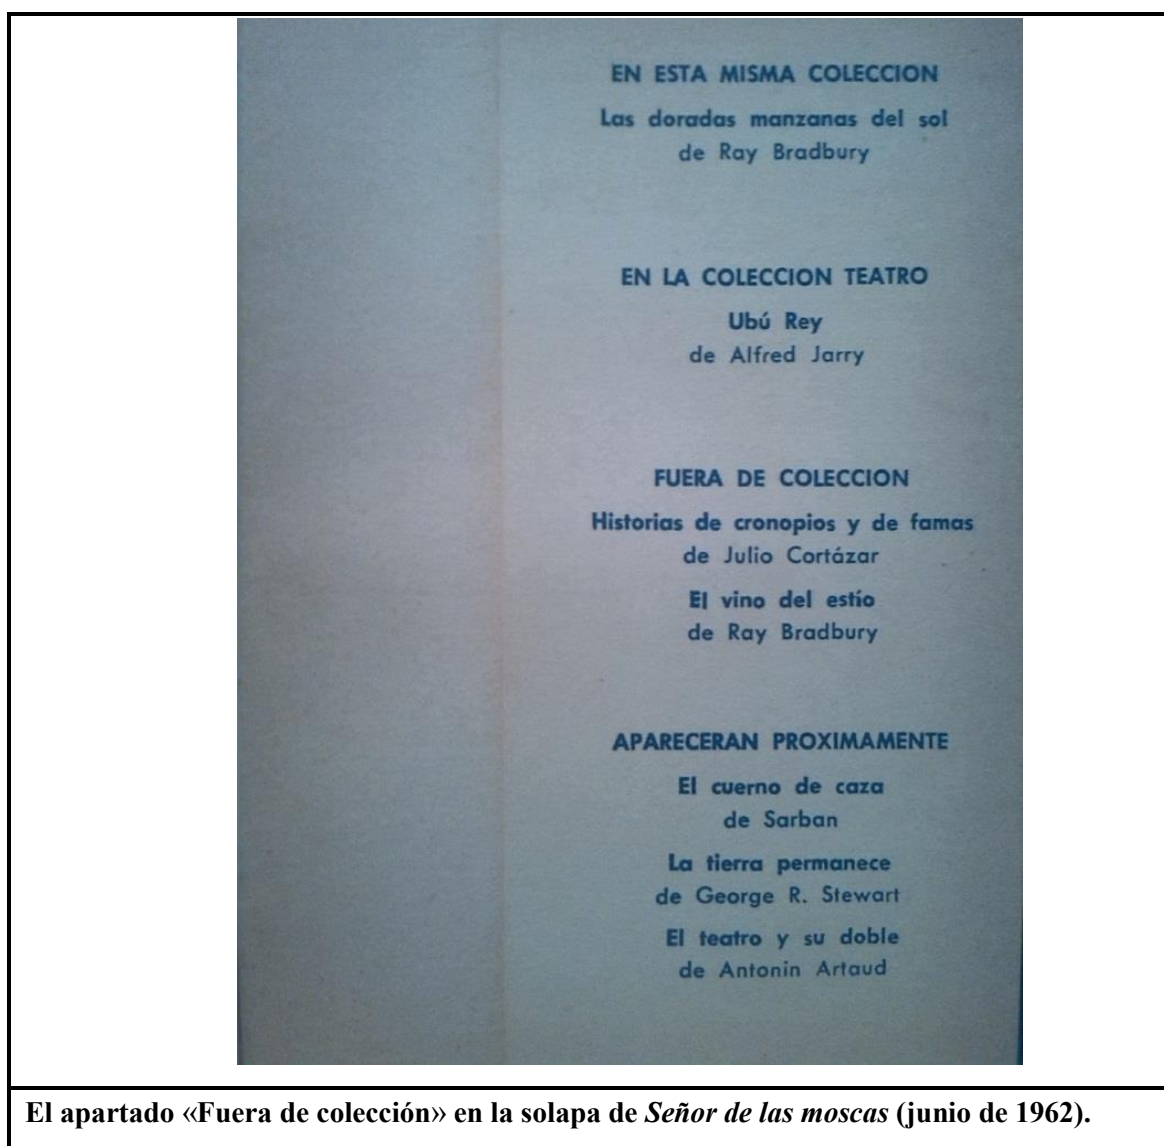 EN ESTA MISMA COLECCION
Las doradas manzanas del sol
de Ray Bradbury
EN LA COLECCION TEATRO
Ubú Rey
de Alfred Jarry
FUERA DE COLECCION
Historias de cronopios y de famas
de Julio Cortázar
El vino del estío
de Ray Bradbury
APARECERAN PROXIMAMENTE
El cuerno de caza
de Sarban
La tierra permanece
de George R. Stewart
El teatro y su doble
de Antonin Artaud
El apartado «Fuera de colección» en la solapa de Señor de las moscas (junio de 1962).